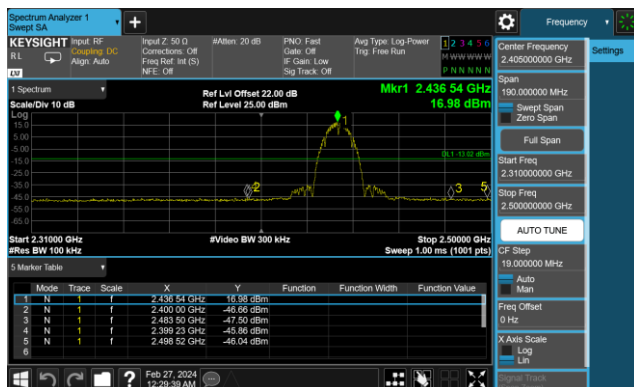 Spectrum Analyzer 1
Swept SA
Frequency
KEYSIGHT
Input: RF
Coupling: DC
Align: Auto
Input Z: 50 Ω
Corrections: Off
Freq Ref: Int (S)
NFE: Off
#Atten: 20 dB
PNO: Fast
Gate: Off
IF Gain: Low
Sig Track: Off
Avg Type: Log-Power
Trig: Free Run
1 2 3 4 5 6
M W W W W W
P N N N N N
RL
LXI
1 Spectrum
Scale/Div 10 dB
Ref Lvl Offset 22.00 dB
Ref Level 25.00 dBm
Mkr1 2.436 54 GHz
16.98 dBm
Log
15.0
5.00
-5.00
-15.0
-25.0
-35.0
-45.0
-55.0
-65.0
DL1 -13.02 dBm
1
2
3
5
Start 2.31000 GHz
#Res BW 100 kHz
#Video BW 300 kHz
Stop 2.50000 GHz
Sweep 1.00 ms (1001 pts)
5 Marker Table
Mode Trace Scale X Y Function Function Width Function Value
1 N 1 f 2.436 54 GHz 16.98 dBm
2 N 1 f 2.400 00 GHz -46.66 dBm
3 N 1 f 2.483 50 GHz -47.50 dBm
4 N 1 f 2.399 23 GHz -45.86 dBm
5 N 1 f 2.498 52 GHz -46.04 dBm
6
Feb 27, 2024
12:29:39 AM
Center Frequency
2.405000000 GHz
Settings
Span
190.000000 MHz
Swept Span
Zero Span
Full Span
Start Freq
2.310000000 GHz
Stop Freq
2.500000000 GHz
AUTO TUNE
CF Step
19.000000 MHz
Auto
Man
Freq Offset
0 Hz
X Axis Scale
Log
Lin
Signal Track